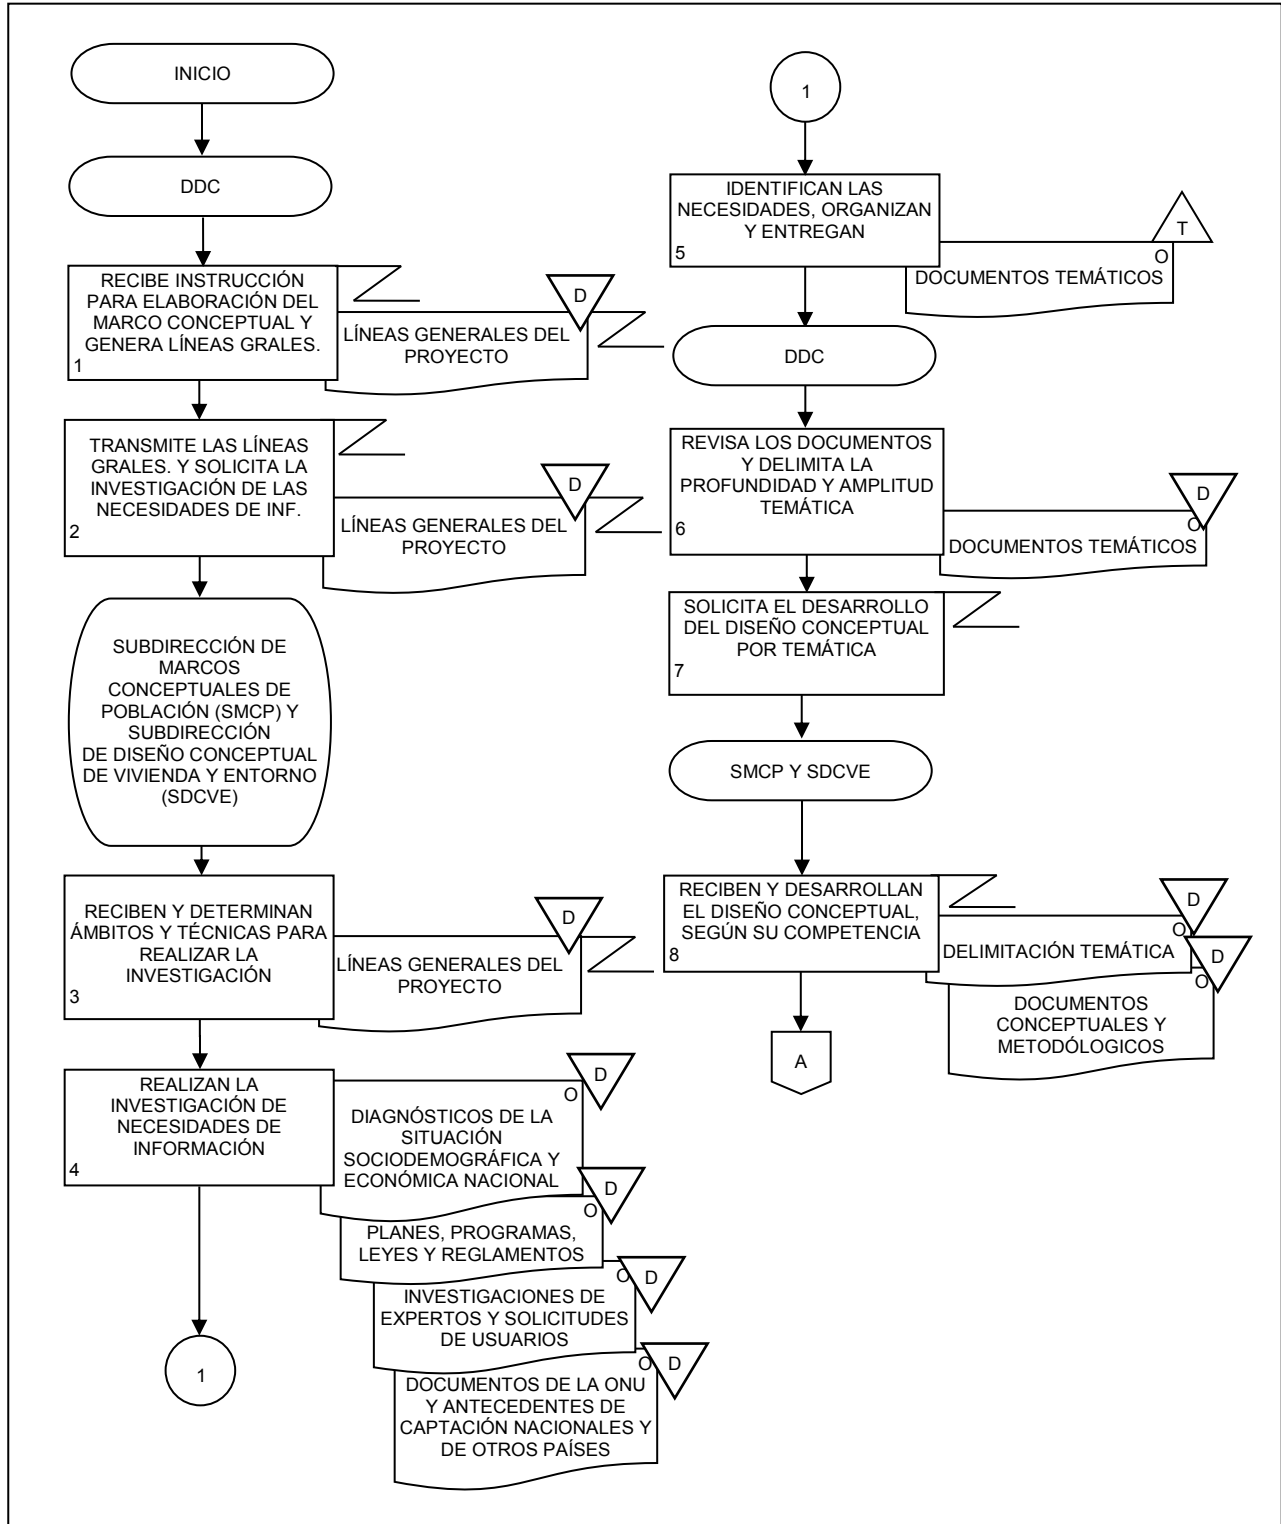 INICIO
DDC
RECIBE INSTRUCCIÓN
PARA ELABORACIÓN DEL
MARCO CONCEPTUAL Y
GENERA LÍNEAS GRALES.
1
D
LÍNEAS GENERALES DEL
PROYECTO
TRANSMITE LAS LÍNEAS
GRALES. Y SOLICITA LA
INVESTIGACIÓN DE LAS
NECESIDADES DE INF.
2
D
LÍNEAS GENERALES DEL
PROYECTO
SUBDIRECCIÓN DE
MARCOS
CONCEPTUALES DE
POBLACIÓN (SMCP) Y
SUBDIRECCIÓN
DE DISEÑO CONCEPTUAL
DE VIVIENDA Y ENTORNO
(SDCVE)
RECIBEN Y DETERMINAN
ÁMBITOS Y TÉCNICAS PARA
REALIZAR LA
INVESTIGACIÓN
3
D
LÍNEAS GENERALES DEL
PROYECTO
REALIZAN LA
INVESTIGACIÓN DE
NECESIDADES DE
INFORMACIÓN
4
D
O
DIAGNÓSTICOS DE LA
SITUACIÓN
SOCIODEMOGRÁFICA Y
ECONÓMICA NACIONAL
D
O
PLANES, PROGRAMAS,
LEYES Y REGLAMENTOS
O D
INVESTIGACIONES DE
EXPERTOS Y SOLICITUDES
DE USUARIOS
O D
DOCUMENTOS DE LA ONU
Y ANTECEDENTES DE
CAPTACIÓN NACIONALES Y
DE OTROS PAÍSES
1
1
IDENTIFICAN LAS
NECESIDADES, ORGANIZAN
Y ENTREGAN
5
T
O
DOCUMENTOS TEMÁTICOS
DDC
REVISA LOS DOCUMENTOS
Y DELIMITA LA
PROFUNDIDAD Y AMPLITUD
TEMÁTICA
6
D
O
DOCUMENTOS TEMÁTICOS
SOLICITA EL DESARROLLO
DEL DISEÑO CONCEPTUAL
POR TEMÁTICA
7
SMCP Y SDCVE
RECIBEN Y DESARROLLAN
EL DISEÑO CONCEPTUAL,
SEGÚN SU COMPETENCIA
8
D
O
DELIMITACIÓN TEMÁTICA
D
O
DOCUMENTOS
CONCEPTUALES Y
METODÓLOGICOS
A